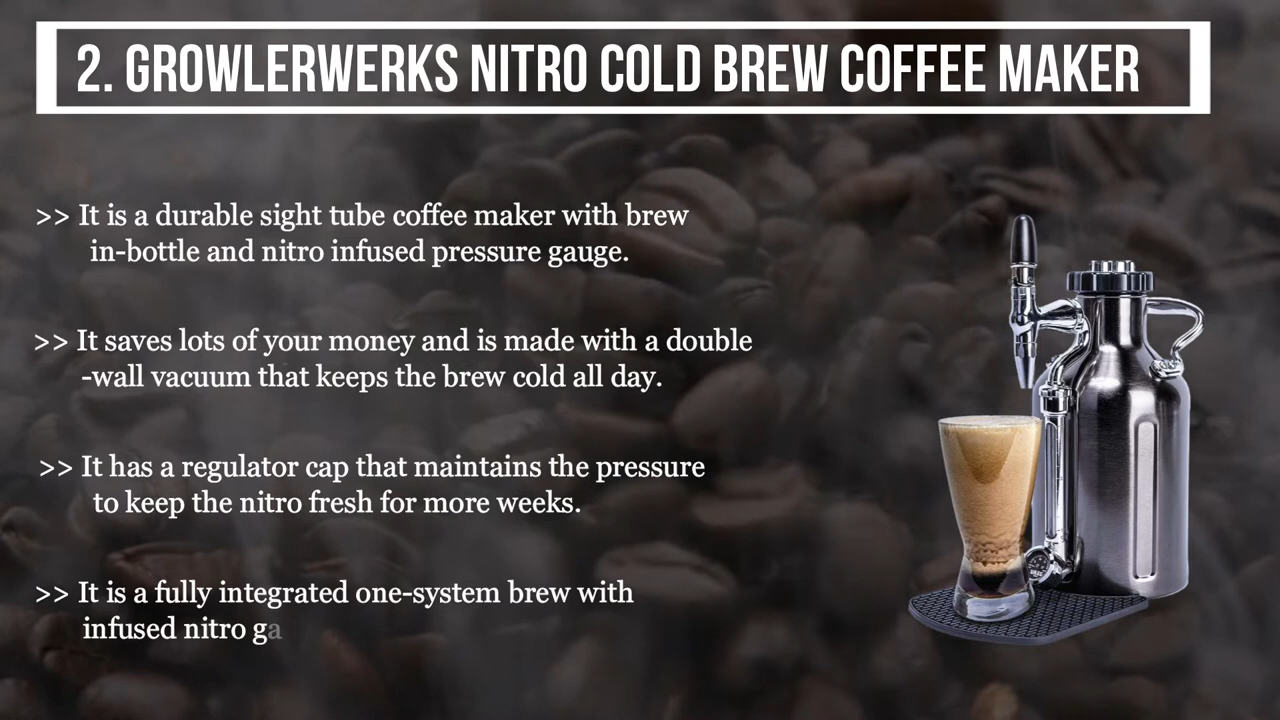 2. GROWLERWERKS NITRO COLD BREW COFFEE MAKER
>> It is a durable sight tube coffee maker with brew
in-bottle and nitro infused pressure gauge.
>> It saves lots of your money and is made with a double
-wall vacuum that keeps the brew cold all day.
>> It has a regulator cap that maintains the pressure
to keep the nitro fresh for more weeks.
>> It is a fully integrated one-system brew with
infused nitro ga